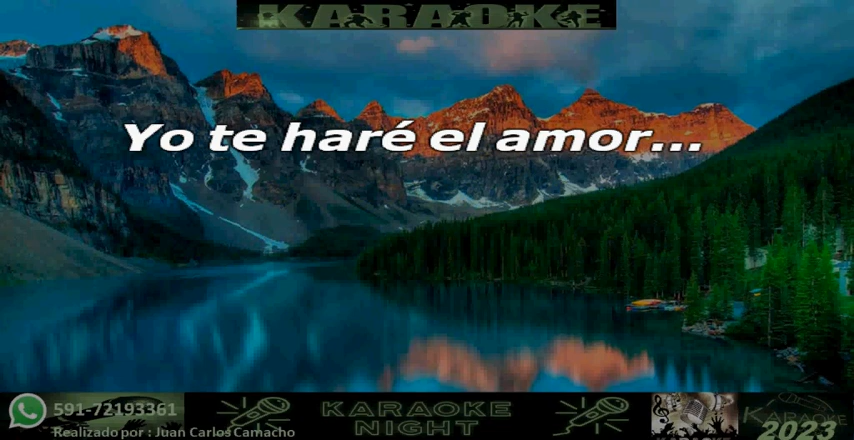 KARAOKE
Yo te haré el amor...
591-72193361
Realizado por : Juan Carlos Camacho
KARAOKE
NIGHT
KARAOKE
2023